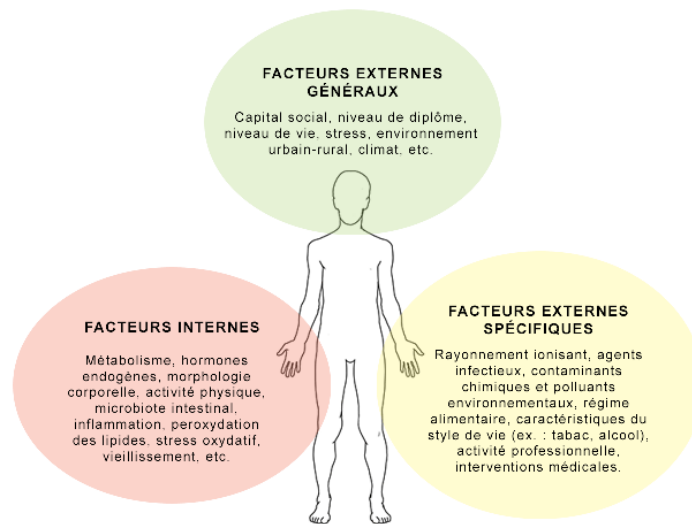 FACTEURS EXTERNES
GÉNÉRAUX
Capital social, niveau de diplôme,
niveau de vie, stress, environnement
urbain-rural, climat, etc.
FACTEURS INTERNES
Métabolisme, hormones
endogènes, morphologie
corporelle, activité physique,
microbiote intestinal,
inflammation, peroxydation
des lipides, stress oxydatif,
vieillissement, etc.
FACTEURS EXTERNES
SPÉCIFIQUES
Rayonnement ionisant, agents
infectieux, contaminants
chimiques et polluants
environnementaux, régime
alimentaire, caractéristiques du
style de vie (ex. : tabac, alcool),
activité professionnelle,
interventions médicales.